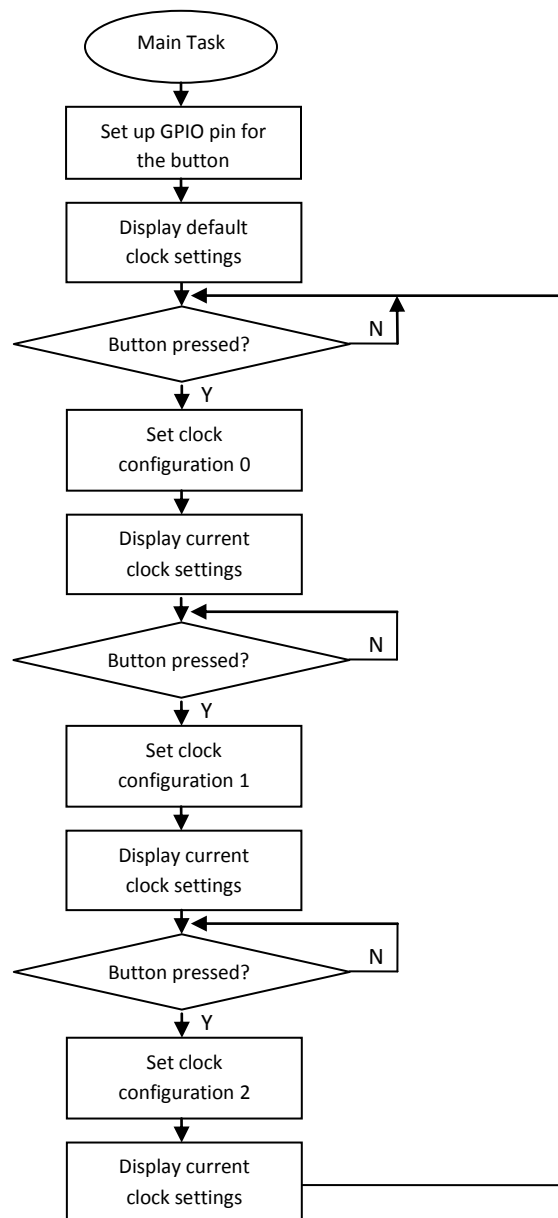 Main Task
Set up GPIO pin for
the button
Display default
clock settings
Button pressed?
N
Y
Set clock
configuration 0
Display current
clock settings
Button pressed?
N
Y
Set clock
configuration 1
Display current
clock settings
Button pressed?
N
Y
Set clock
configuration 2
Display current
clock settings